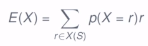 E(X) = ∑ p(X = r)r
r∈X(S)